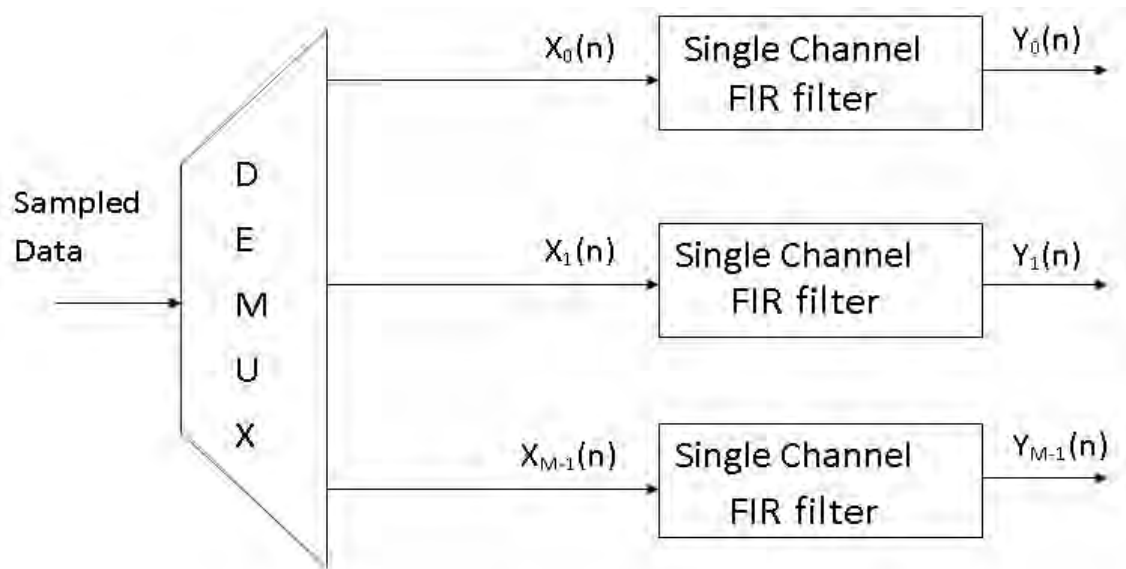 Sampled
Data
D
E
M
U
X
X₀(n)
Single Channel
FIR filter
Y₀(n)
X₁(n)
Single Channel
FIR filter
Y₁(n)
X_{M-1}(n)
Single Channel
FIR filter
Y_{M-1}(n)